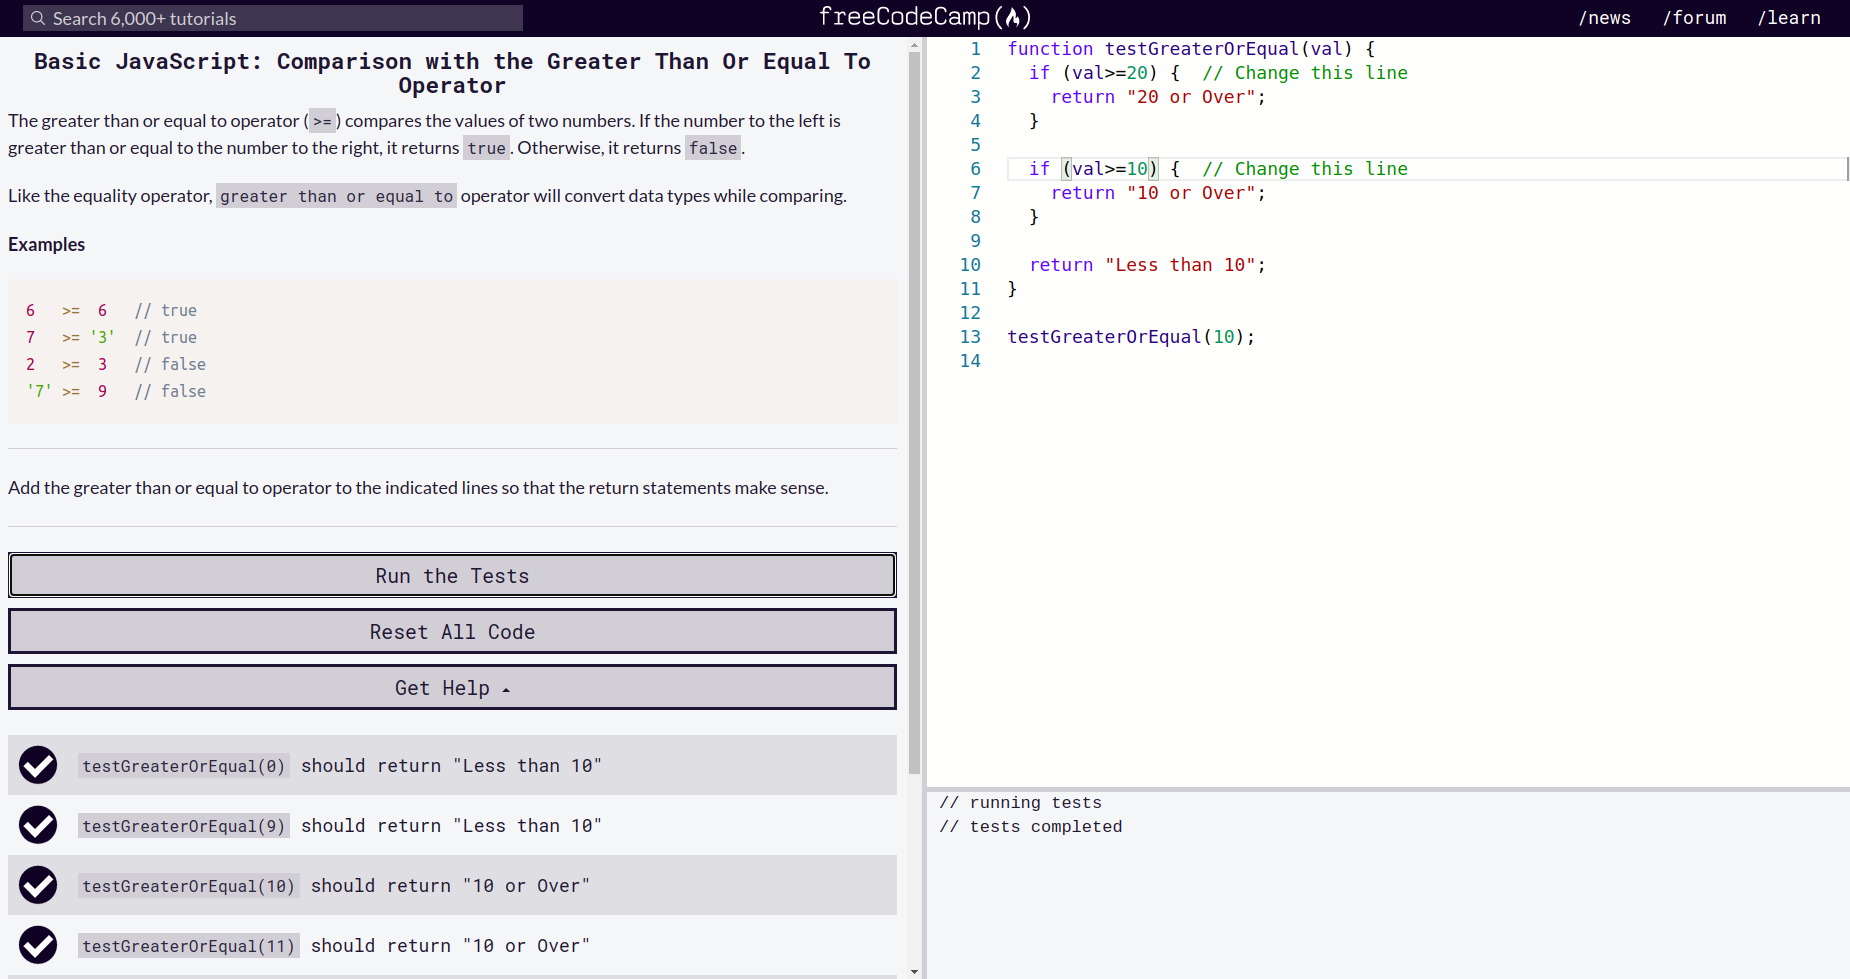 Search 6,000+ tutorials
freeCodeCamp
/news /forum /learn
Basic JavaScript: Comparison with the Greater Than Or Equal To
Operator
The greater than or equal to operator ( >= ) compares the values of two numbers. If the number to the left is
greater than or equal to the number to the right, it returns true . Otherwise, it returns false .
Like the equality operator, greater than or equal to operator will convert data types while comparing.
Examples
6   >=  6   // true
7   >= '3'  // true
2   >=  3   // false
'7' >=  9   // false
Add the greater than or equal to operator to the indicated lines so that the return statements make sense.
Run the Tests
Reset All Code
Get Help
testGreaterOrEqual(0) should return "Less than 10"
testGreaterOrEqual(9) should return "Less than 10"
testGreaterOrEqual(10) should return "10 or Over"
testGreaterOrEqual(11) should return "10 or Over"
1 function testGreaterOrEqual(val) {
2   if (val>=20) {  // Change this line
3     return "20 or Over";
4   }
5
6   if (val>=10) {  // Change this line
7     return "10 or Over";
8   }
9
10   return "Less than 10";
11 }
12
13 testGreaterOrEqual(10);
14
// running tests
// tests completed